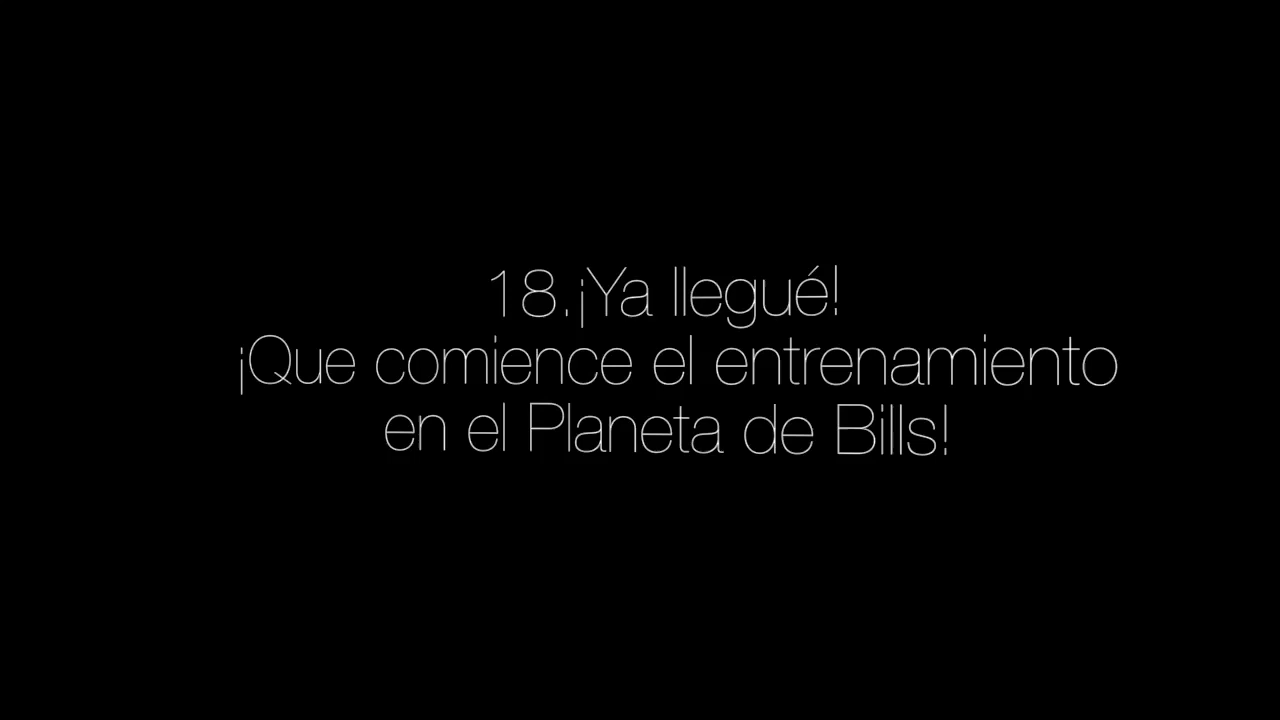 18.¡Ya llegué!
¡Que comience el entrenamiento
en el Planeta de Bills!